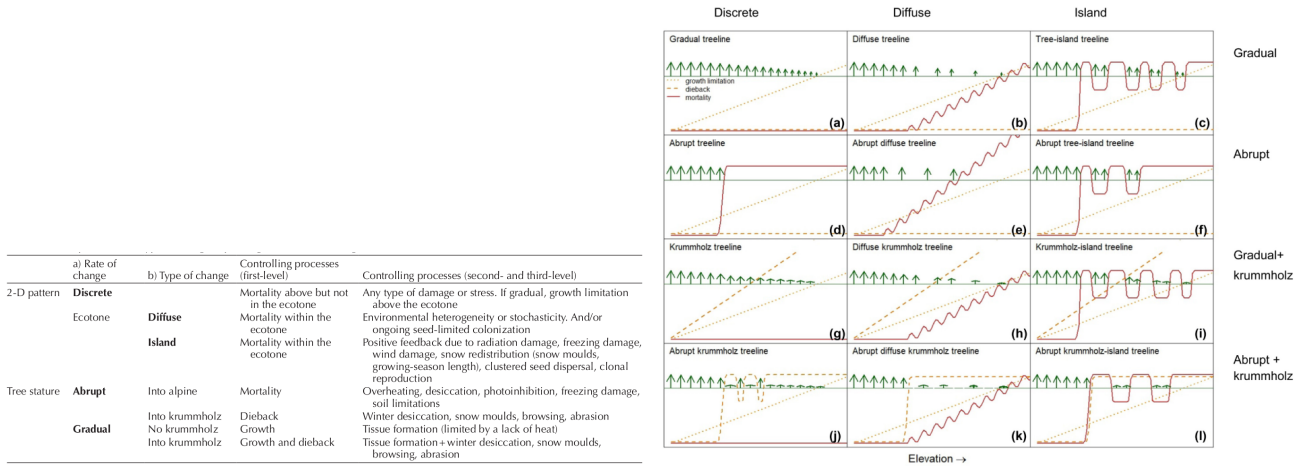 a) Rate of change b) Type of change Controlling processes (first-level) Controlling processes (second- and third-level)
2-D pattern Discrete Mortality above but not in the ecotone Any type of damage or stress. If gradual, growth limitation above the ecotone
Ecotone Diffuse Mortality within the ecotone Environmental heterogeneity or stochasticity. And/or ongoing seed-limited colonization
Island Mortality within the ecotone Positive feedback due to radiation damage, freezing damage, wind damage, snow redistribution (snow moulds, growing-season length), clustered seed dispersal, clonal reproduction
Tree stature Abrupt Into alpine Mortality Overheating, desiccation, photoinhibition, freezing damage, soil limitations
Into krummholz Dieback Winter desiccation, snow moulds, browsing, abrasion
Gradual No krummholz Growth Tissue formation (limited by a lack of heat)
Into krummholz Growth and dieback Tissue formation + winter desiccation, snow moulds, browsing, abrasion
Discrete Diffuse Island
Gradual treeline Diffuse treeline Tree-island treeline
Gradual
growth limitation
dieback
mortality
(a) (b) (c)
Abrupt treeline Abrupt diffuse treeline Abrupt tree-island treeline
Abrupt
(d) (e) (f)
Krummholz treeline Diffuse krummholz treeline Krummholz-island treeline
Gradual+
krummholz
(g) (h) (i)
Abrupt krummholz treeline Abrupt diffuse krummholz treeline Abrupt krummholz-island treeline
Abrupt +
krummholz
(j) (k) (l)
Elevation →